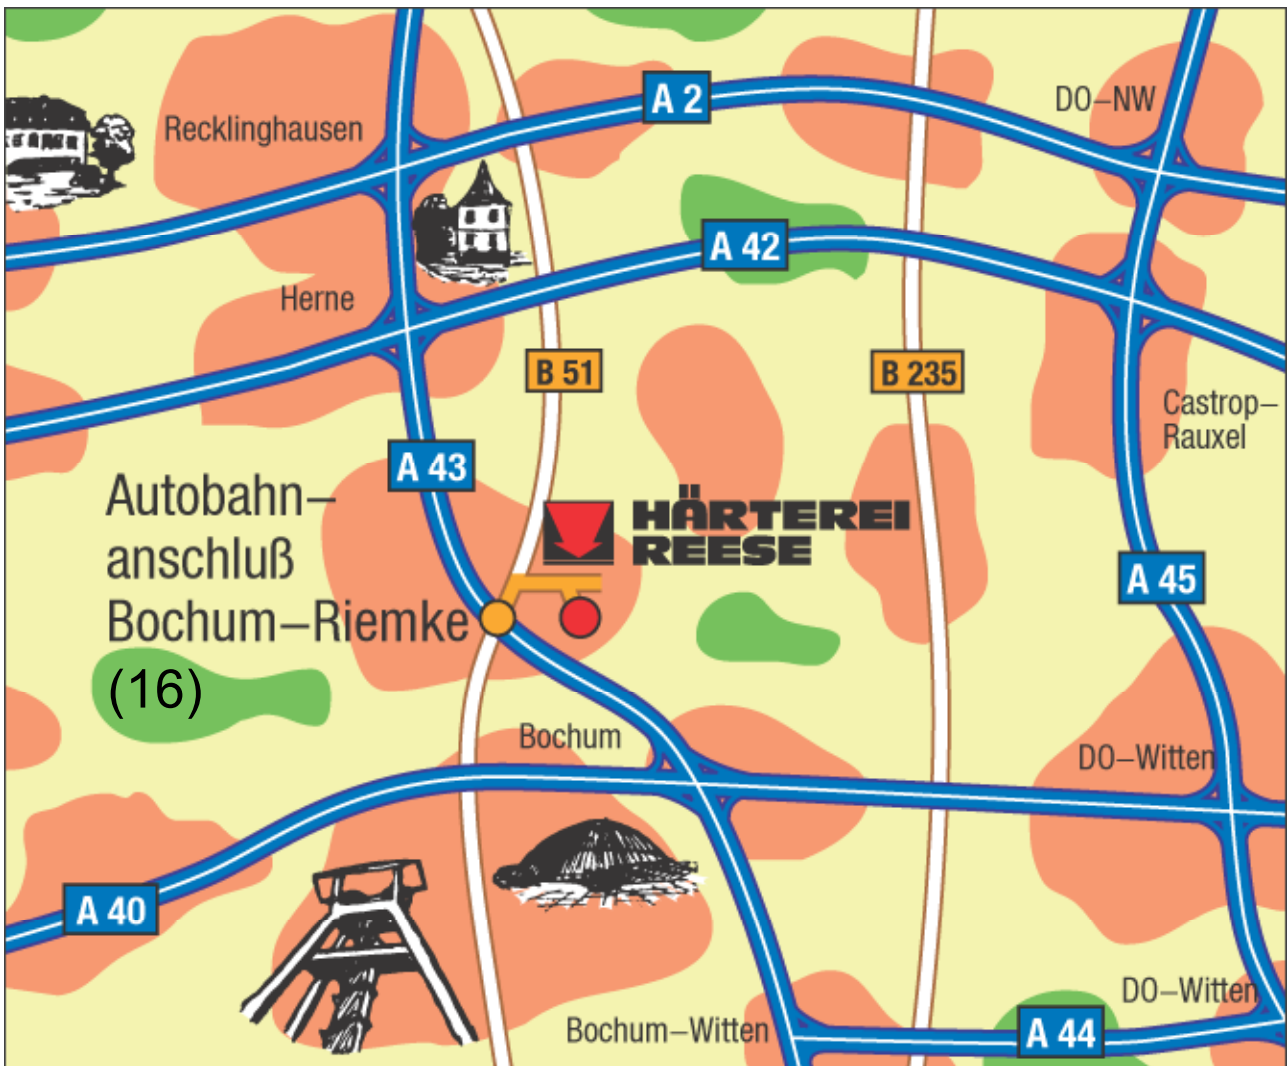 A 2
DO–NW
Recklinghausen
A 42
Herne
B 51
B 235
Castrop–
Rauxel
A 43
Autobahn–
anschluß
Bochum–Riemke
(16)
HÄRTEREI
REESE
A 45
Bochum
DO–Witten
A 40
DO–Witten
Bochum–Witten
A 44